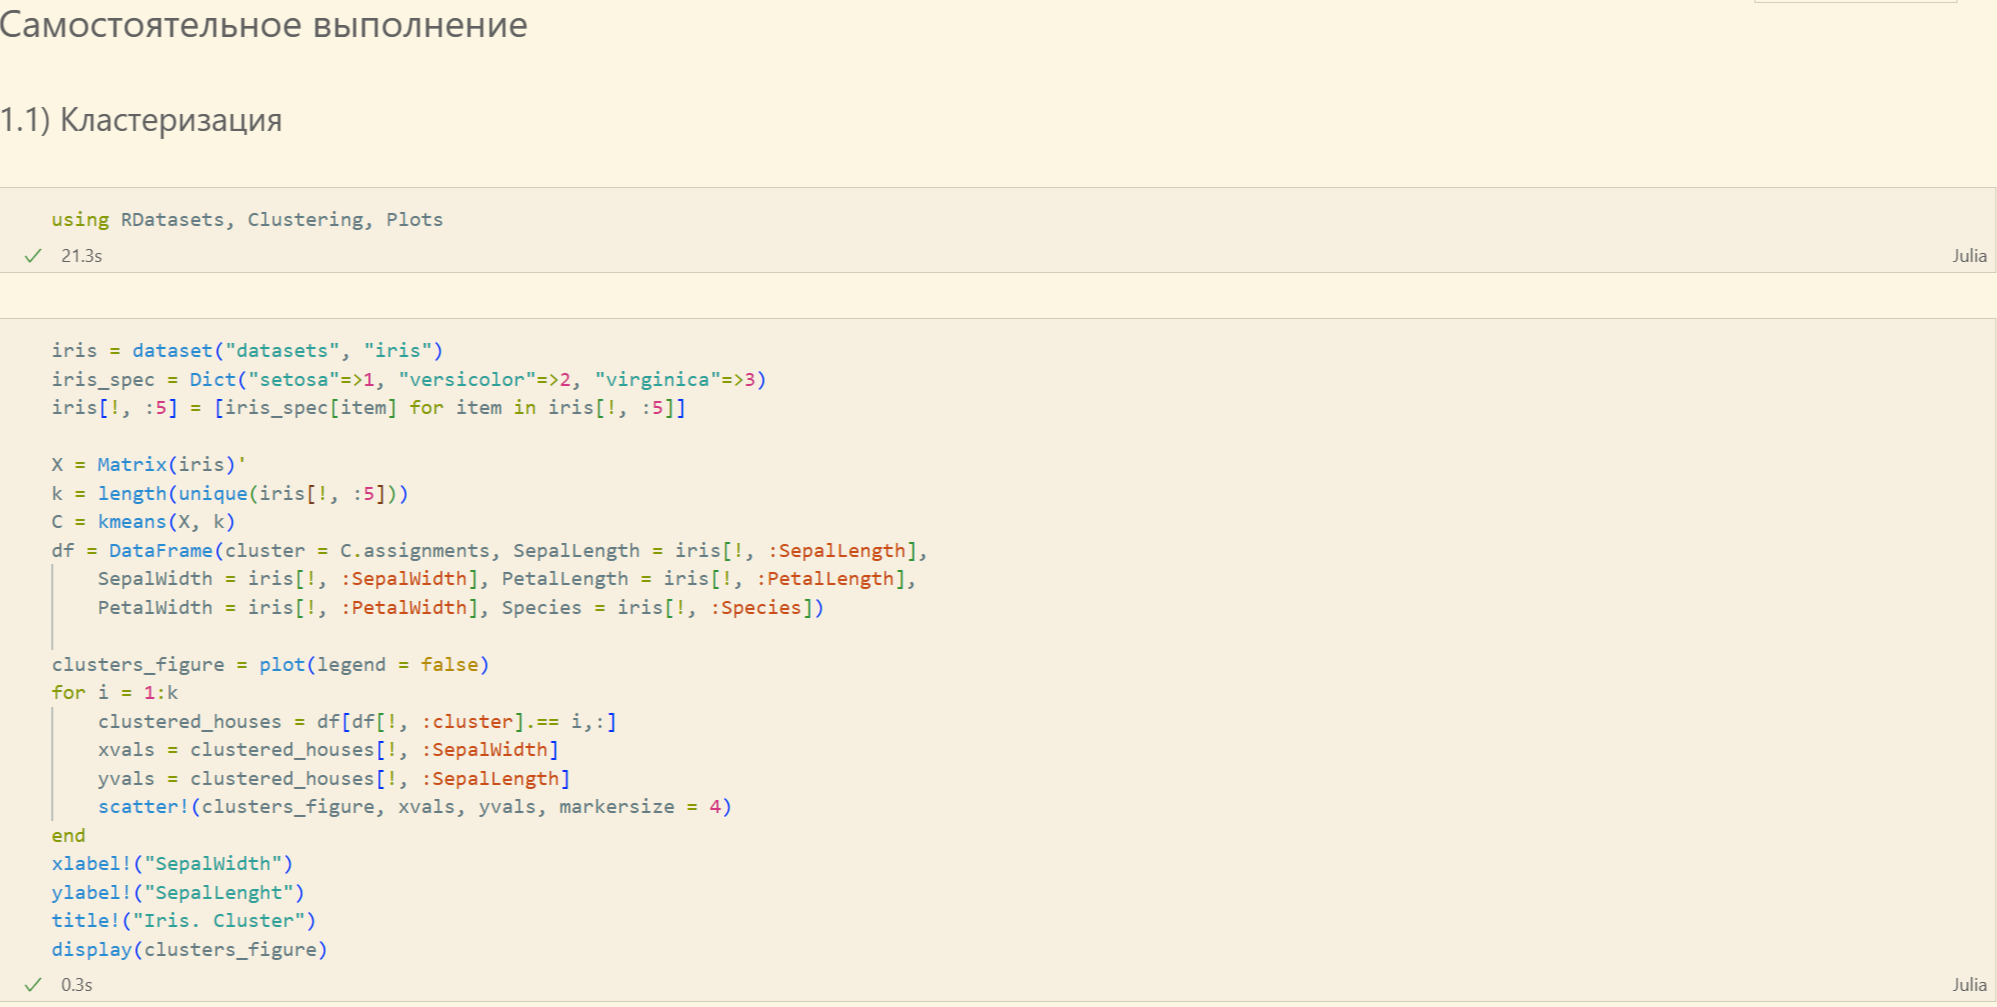 Самостоятельное выполнение
1.1) Кластеризация
using RDatasets, Clustering, Plots
21.3s
Julia
iris = dataset("datasets", "iris")
iris_spec = Dict("setosa"=>1, "versicolor"=>2, "virginica"=>3)
iris[!, :5] = [iris_spec[item] for item in iris[!, :5]]
X = Matrix(iris)'
k = length(unique(iris[!, :5]))
C = kmeans(X, k)
df = DataFrame(cluster = C.assignments, SepalLength = iris[!, :SepalLength],
SepalWidth = iris[!, :SepalWidth], PetalLength = iris[!, :PetalLength],
PetalWidth = iris[!, :PetalWidth], Species = iris[!, :Species])
clusters_figure = plot(legend = false)
for i = 1:k
clustered_houses = df[df[!, :cluster].== i,:]
xvals = clustered_houses[!, :SepalWidth]
yvals = clustered_houses[!, :SepalLength]
scatter!(clusters_figure, xvals, yvals, markersize = 4)
end
xlabel!("SepalWidth")
ylabel!("SepalLenght")
title!("Iris. Cluster")
display(clusters_figure)
0.3s
Julia